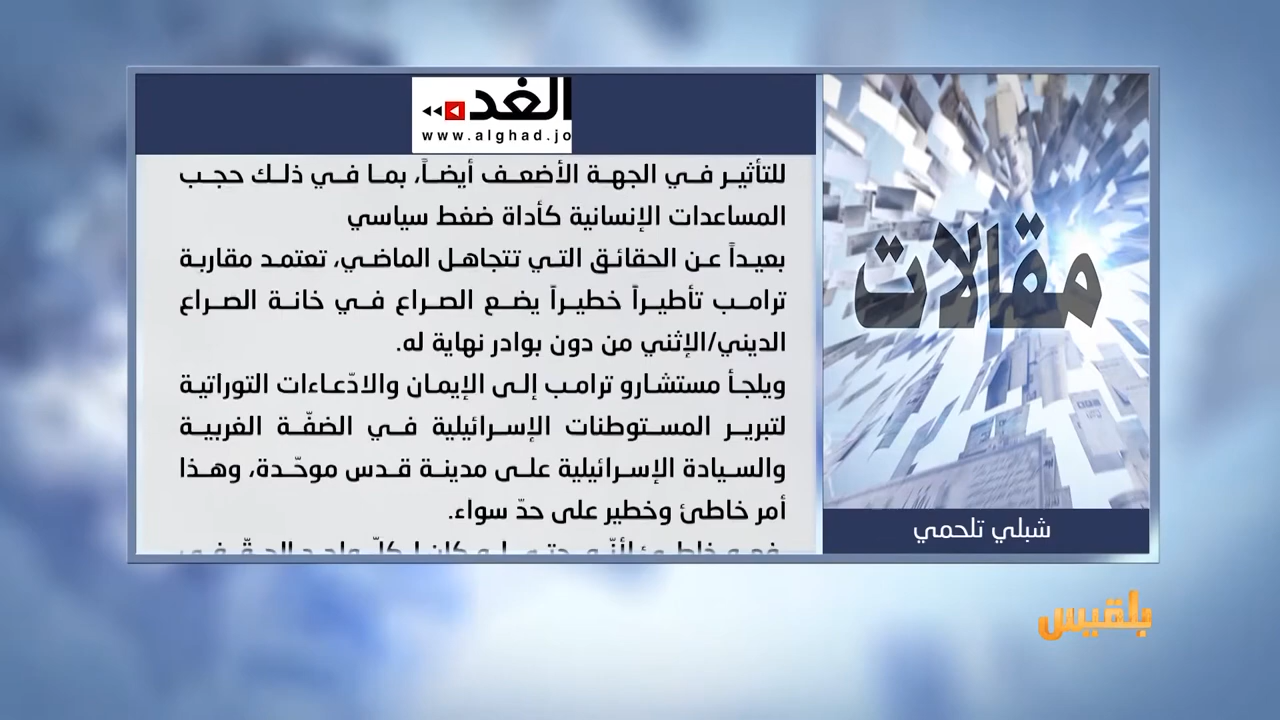 الغد
www.alghad.jo
للتأثير في الجهة الأضعف أيضاً، بما في ذلك حجب
المساعدات الإنسانية كأداة ضغط سياسي
بعيداً عن الحقائق التي تتجاهل الماضي، تعتمد مقاربة
ترامب تأطيراً خطيراً يضع الصراع في خانة الصراع
الديني/الإثني من دون بوادر نهاية له.
ويلجأ مستشارو ترامب إلى الإيمان والادّعاءات التوراتية
لتبرير المستوطنات الإسرائيلية في الضفّة الغربية
والسيادة الإسرائيلية على مدينة قدس موحّدة، وهذا
أمر خاطئ وخطير على حدّ سواء.
مقالات
شبلي تلحمي
بلقيس